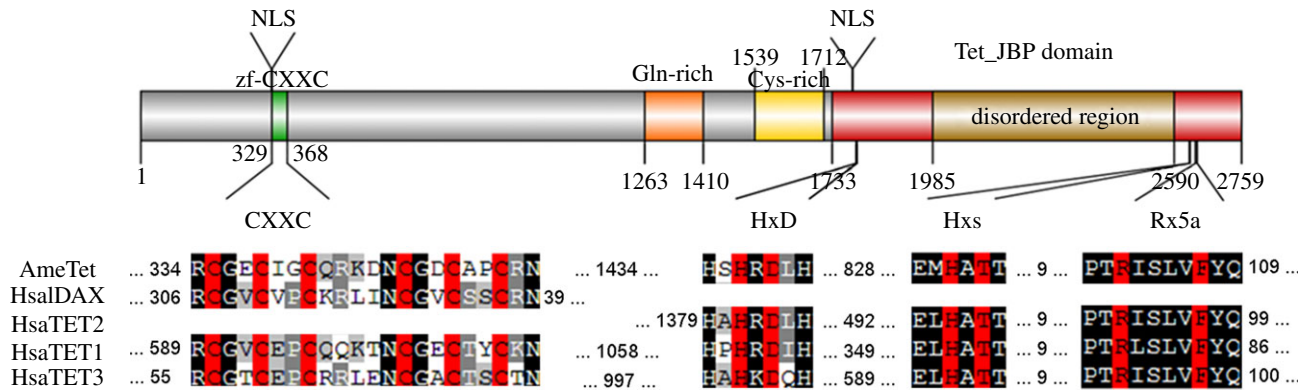 NLS NLS
zf-CXXC Gln-rich 1539 1712 Cys-rich Tet_JBP domain
disordered region
329 368
1 1263 1410 1733 1985 2590 2759
CXXC HxD Hxs Rx5a
AmeTet ... 334 RCGECIGCQRKDNCGDCAPCRN ... 1434 ... HSHRDLH ... 828 ... EMHATT ... 9 ... PTRISLVFYQ 109 ...
HsalDAX ... 306 RCGVCVPCKRLINCGVCSSCRN 39 ...
HsaTET2 ... 1379 HAHRDLH ... 492 ... ELHATT ... 9 ... PTRISLVFYQ 99 ...
HsaTET1 ... 589 RCGVCEPCQQKTNCGECTYCKN ... 1058 ... HPHRDIH ... 349 ... ELHATT ... 9 ... PTRLSLVFYQ 86 ...
HsaTET3 ... 55 RCGTCEPCRRLENCGACTSCTN ... 997 ... HAHKDQH ... 589 ... ELHATT ... 9 ... PTRISLVFYQ 100 ...